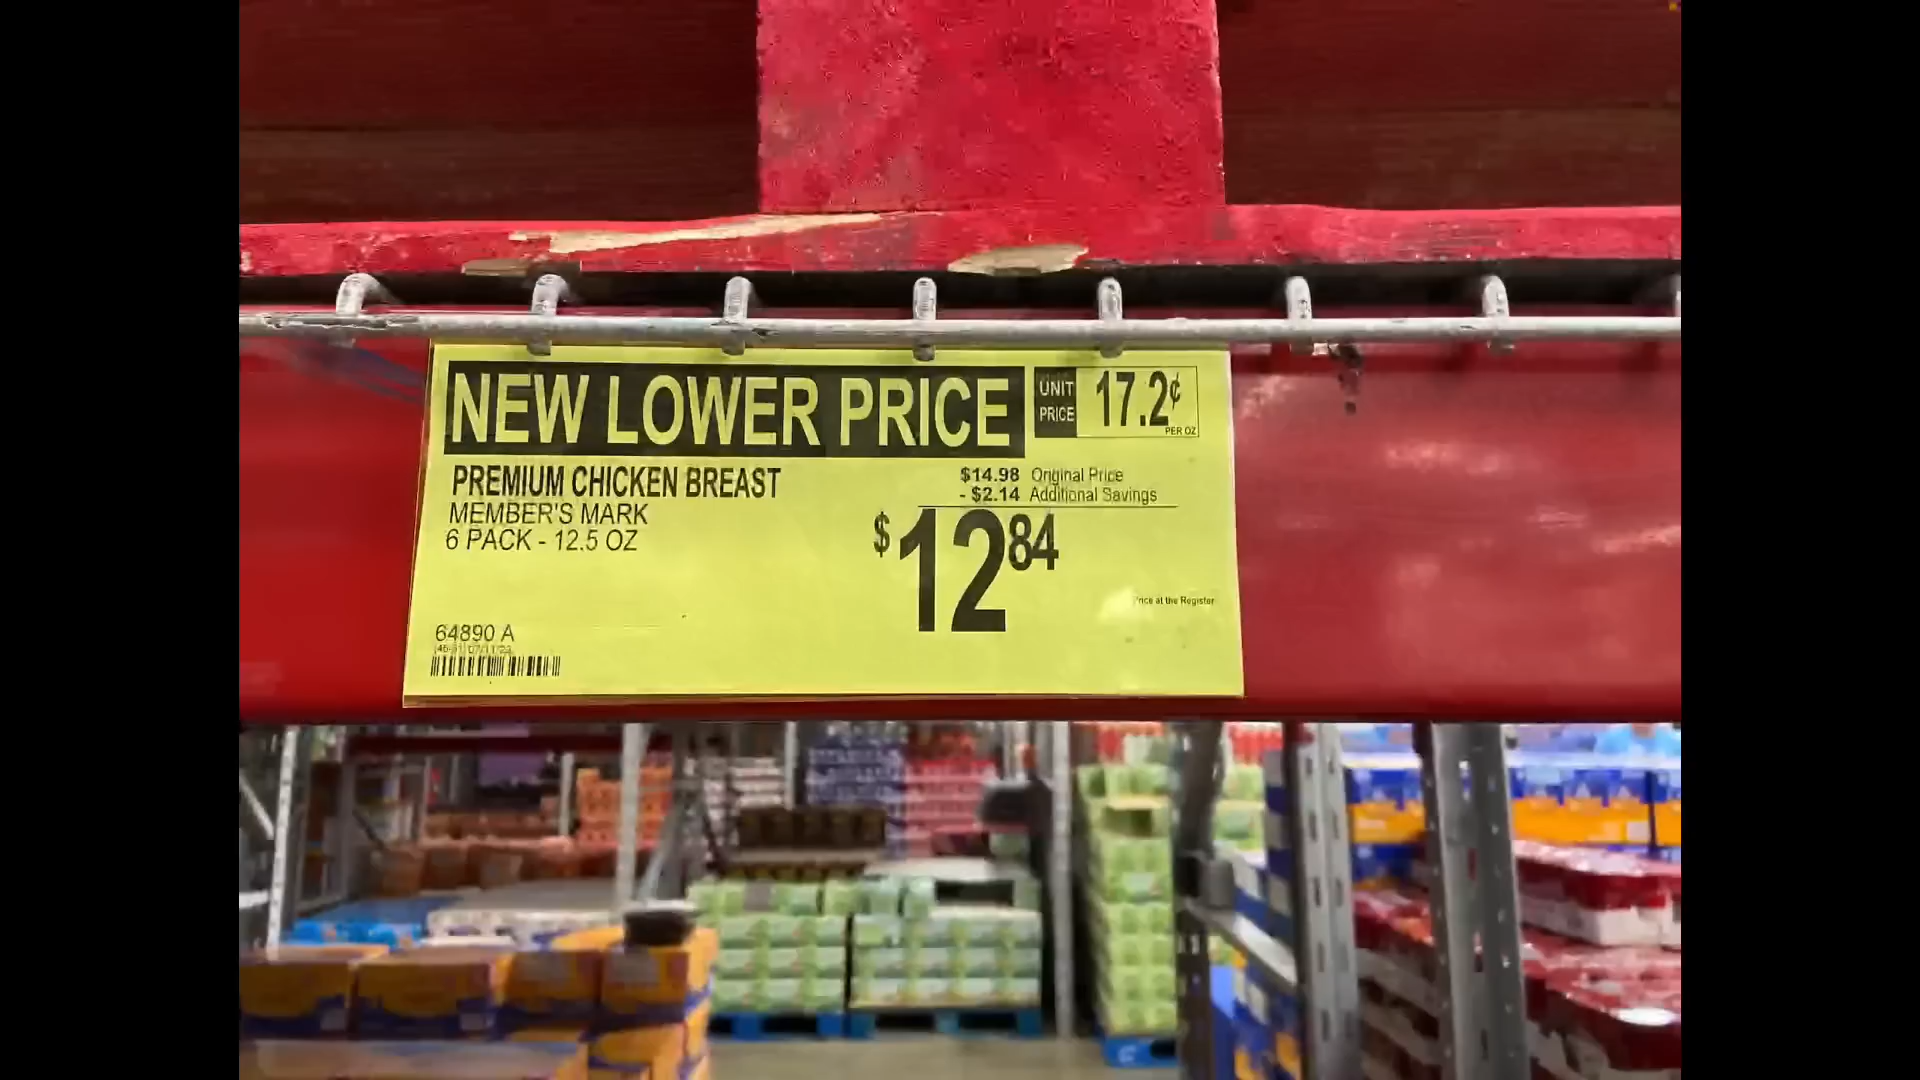 NEW LOWER PRICE
UNIT PRICE
17.2¢
PER OZ
PREMIUM CHICKEN BREAST
MEMBER'S MARK
6 PACK - 12.5 OZ
$14.98 Original Price
- $2.14 Additional Savings
$12 84
Price at the Register
64890 A